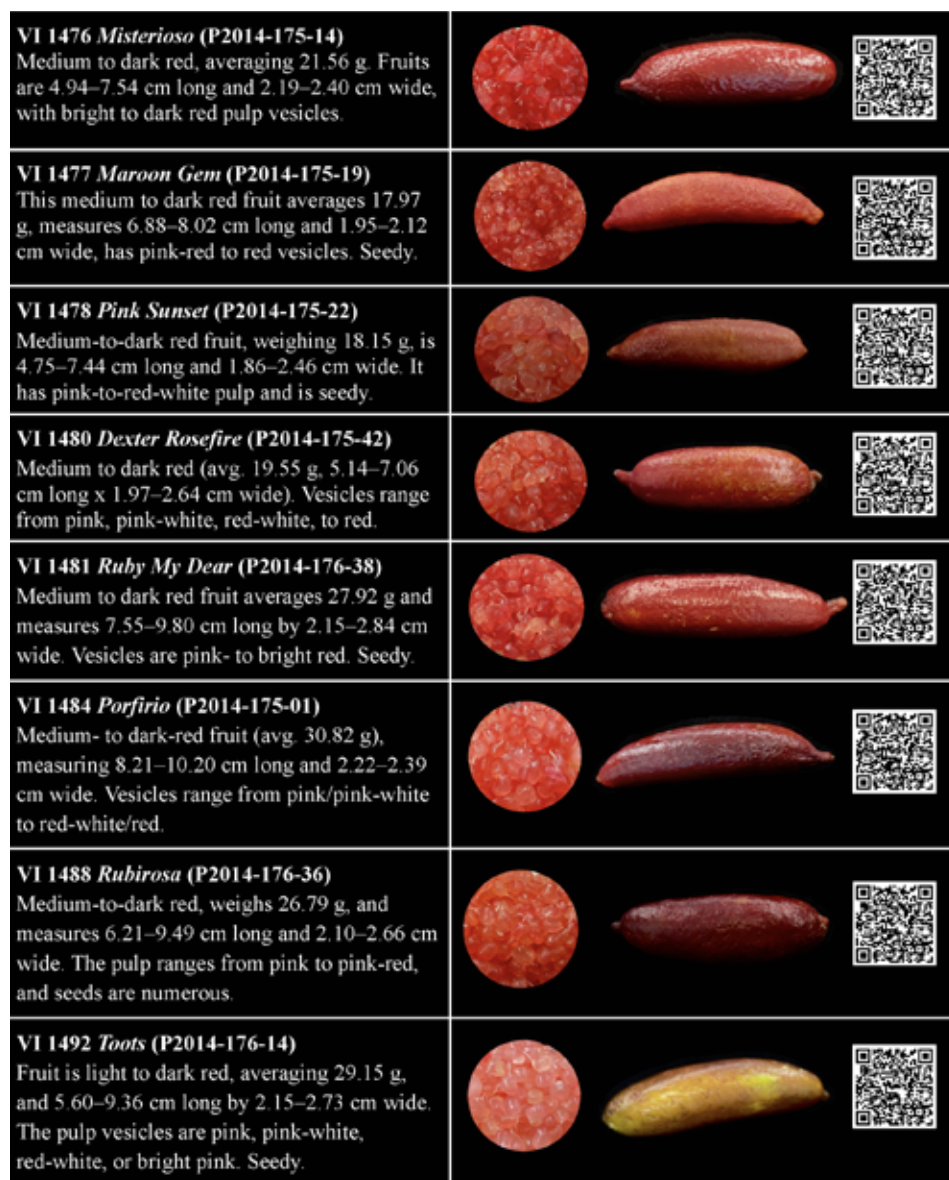 VI 1476 Misterioso (P2014-175-14)
Medium to dark red, averaging 21.56 g. Fruits
are 4.94–7.54 cm long and 2.19–2.40 cm wide,
with bright to dark red pulp vesicles.
VI 1477 Maroon Gem (P2014-175-19)
This medium to dark red fruit averages 17.97
g, measures 6.88–8.02 cm long and 1.95–2.12
cm wide, has pink-red to red vesicles. Seedy.
VI 1478 Pink Sunset (P2014-175-22)
Medium-to-dark red fruit, weighing 18.15 g, is
4.75–7.44 cm long and 1.86–2.46 cm wide. It
has pink-to-red-white pulp and is seedy.
VI 1480 Dexter Rosefire (P2014-175-42)
Medium to dark red (avg. 19.55 g, 5.14–7.06
cm long x 1.97–2.64 cm wide). Vesicles range
from pink, pink-white, red-white, to red.
VI 1481 Ruby My Dear (P2014-176-38)
Medium to dark red fruit averages 27.92 g and
measures 7.55–9.80 cm long by 2.15–2.84 cm
wide. Vesicles are pink- to bright red. Seedy.
VI 1484 Porfirio (P2014-175-01)
Medium- to dark-red fruit (avg. 30.82 g),
measuring 8.21–10.20 cm long and 2.22–2.39
cm wide. Vesicles range from pink/pink-white
to red-white/red.
VI 1488 Rubirosa (P2014-176-36)
Medium-to-dark red, weighs 26.79 g, and
measures 6.21–9.49 cm long and 2.10–2.66 cm
wide. The pulp ranges from pink to pink-red,
and seeds are numerous.
VI 1492 Toots (P2014-176-14)
Fruit is light to dark red, averaging 29.15 g,
and 5.60–9.36 cm long by 2.15–2.73 cm wide.
The pulp vesicles are pink, pink-white,
red-white, or bright pink. Seedy.